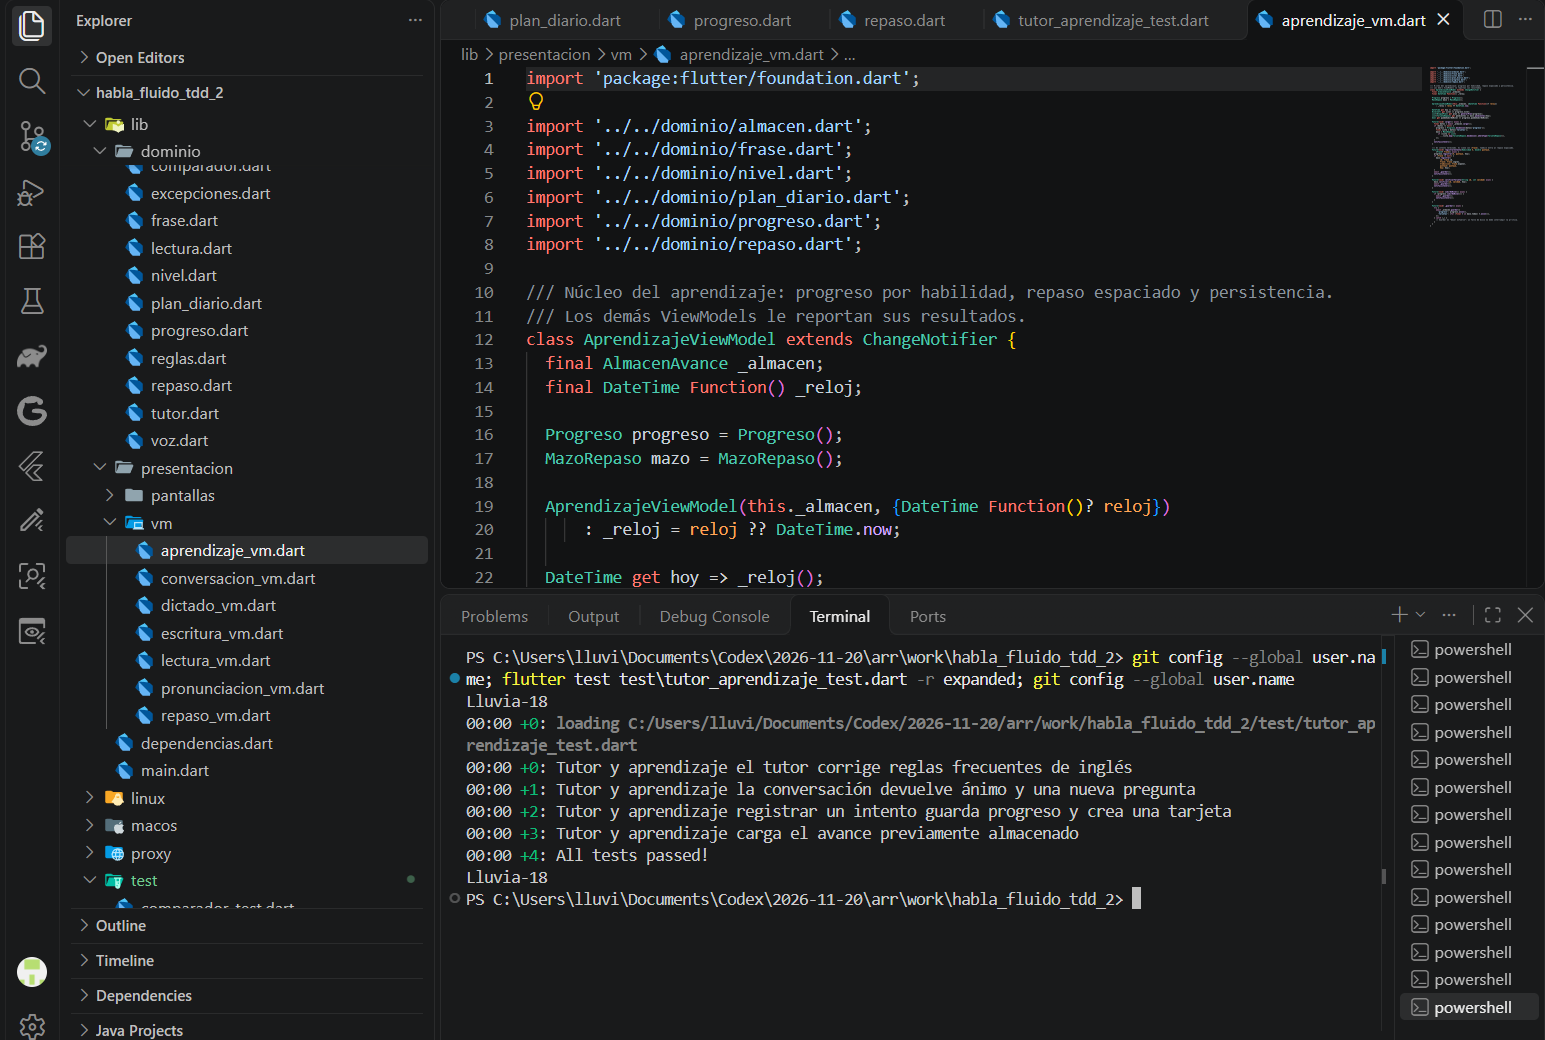 Explorer
Open Editors
habla_fluido_tdd_2
lib
dominio
comparador.dart
excepciones.dart
frase.dart
lectura.dart
nivel.dart
plan_diario.dart
progreso.dart
reglas.dart
repaso.dart
tutor.dart
voz.dart
presentacion
pantallas
vm
aprendizaje_vm.dart
conversacion_vm.dart
dictado_vm.dart
escritura_vm.dart
lectura_vm.dart
pronunciacion_vm.dart
repaso_vm.dart
dependencias.dart
main.dart
linux
macos
proxy
test
comparador_test.dart
Outline
Timeline
Dependencies
Java Projects
plan_diario.dart progreso.dart repaso.dart tutor_aprendizaje_test.dart aprendizaje_vm.dart
lib > presentacion > vm > aprendizaje_vm.dart > ...
1 import 'package:flutter/foundation.dart';
2
3 import '../../dominio/almacen.dart';
4 import '../../dominio/frase.dart';
5 import '../../dominio/nivel.dart';
6 import '../../dominio/plan_diario.dart';
7 import '../../dominio/progreso.dart';
8 import '../../dominio/repaso.dart';
9
10 /// Núcleo del aprendizaje: progreso por habilidad, repaso espaciado y persistencia.
11 /// Los demás ViewModels le reportan sus resultados.
12 class AprendizajeViewModel extends ChangeNotifier {
13 final AlmacenAvance _almacen;
14 final DateTime Function() _reloj;
15
16 Progreso progreso = Progreso();
17 MazoRepaso mazo = MazoRepaso();
18
19 AprendizajeViewModel(this._almacen, {DateTime Function()? reloj})
20 : _reloj = reloj ?? DateTime.now;
21
22 DateTime get hoy => _reloj();
Problems Output Debug Console Terminal Ports
PS C:\Users\lluvi\Documents\Codex\2026-11-20\arr\work\habla_fluido_tdd_2> git config --global user.na
me; flutter test test\tutor_aprendizaje_test.dart -r expanded; git config --global user.name
Lluvia-18
00:00 +0: loading C:/Users/lluvi/Documents/Codex/2026-11-20/arr/work/habla_fluido_tdd_2/test/tutor_ap
rendizaje_test.dart
00:00 +0: Tutor y aprendizaje el tutor corrige reglas frecuentes de inglés
00:00 +1: Tutor y aprendizaje la conversación devuelve ánimo y una nueva pregunta
00:00 +2: Tutor y aprendizaje registrar un intento guarda progreso y crea una tarjeta
00:00 +3: Tutor y aprendizaje carga el avance previamente almacenado
00:00 +4: All tests passed!
Lluvia-18
PS C:\Users\lluvi\Documents\Codex\2026-11-20\arr\work\habla_fluido_tdd_2>
powershell
powershell
powershell
powershell
powershell
powershell
powershell
powershell
powershell
powershell
powershell
powershell
powershell
powershell